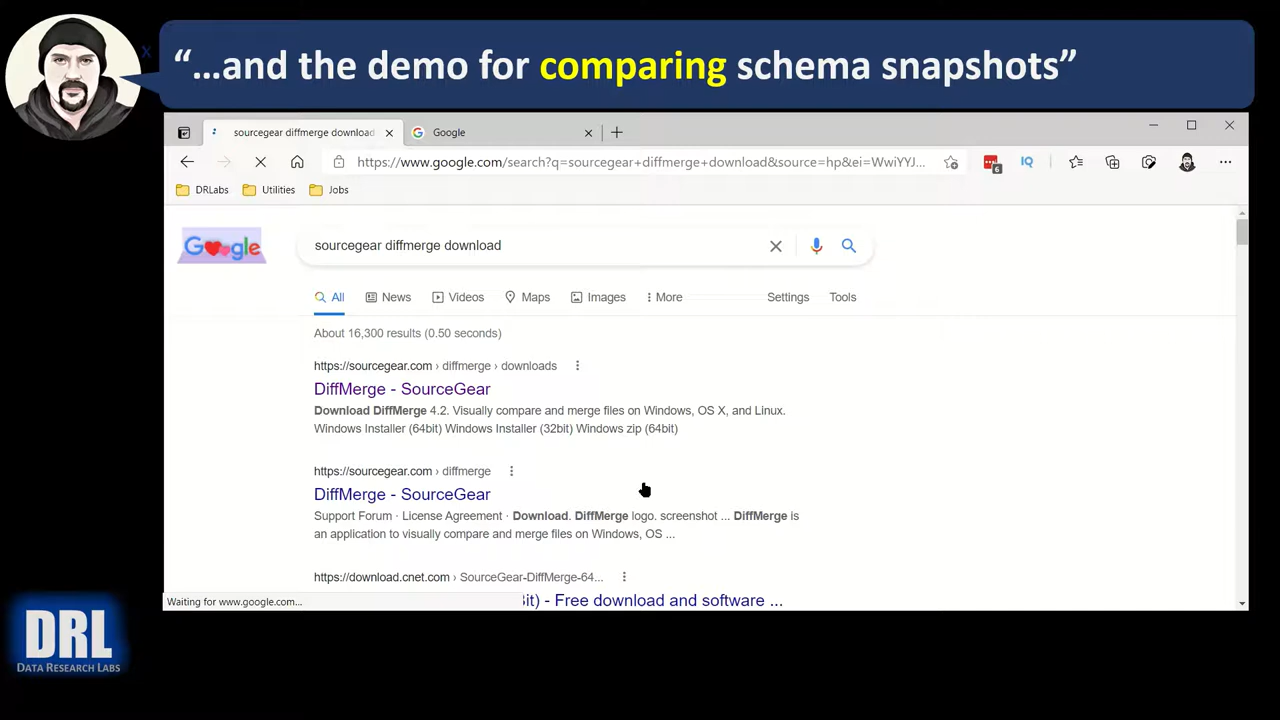 x
“…and the demo for comparing schema snapshots”
sourcegear diffmerge download
Google
https://www.google.com/search?q=sourcegear+diffmerge+download&source=hp&ei=WwiYYJ...
6
IQ
DRLabs
Utilities
Jobs
Google
sourcegear diffmerge download
All
News
Videos
Maps
Images
More
Settings
Tools
About 16,300 results (0.50 seconds)
https://sourcegear.com › diffmerge › downloads
DiffMerge - SourceGear
Download DiffMerge 4.2. Visually compare and merge files on Windows, OS X, and Linux.
Windows Installer (64bit) Windows Installer (32bit) Windows zip (64bit)
https://sourcegear.com › diffmerge
DiffMerge - SourceGear
Support Forum · License Agreement · Download. DiffMerge logo. screenshot ... DiffMerge is
an application to visually compare and merge files on Windows, OS ...
https://download.cnet.com › SourceGear-DiffMerge-64...
Bit) - Free download and software ...
Waiting for www.google.com...
DRL
DATA RESEARCH LABS